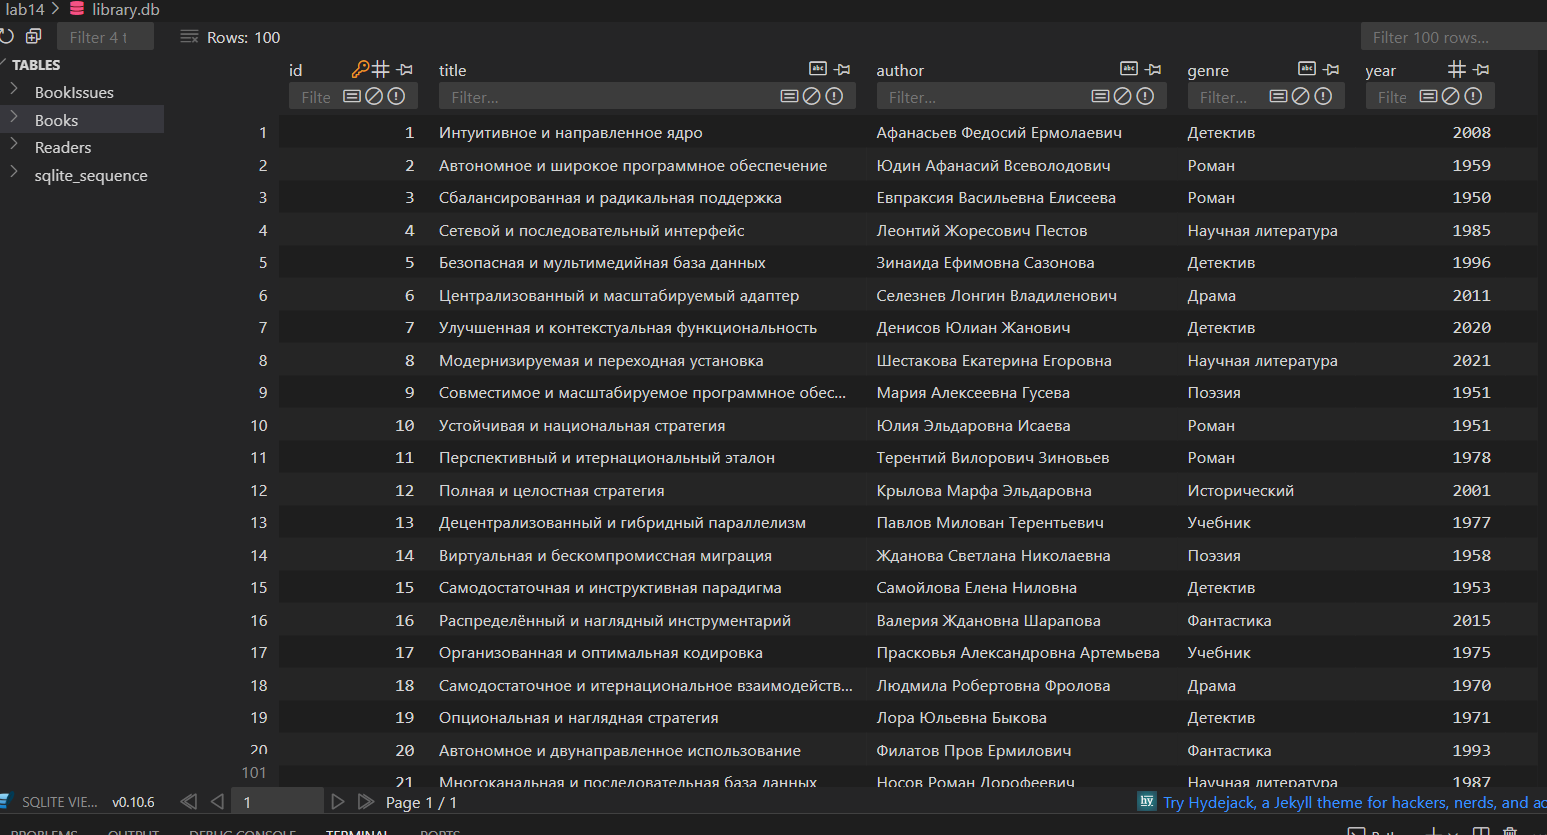 lab14 > library.db
Filter 4 t
Rows: 100
Filter 100 rows...
TABLES
BookIssues
Books
Readers
sqlite_sequence
id title author genre year
Filte Filter... Filter... Filter... Filte
1 1 Интуитивное и направленное ядро Афанасьев Федосий Ермолаевич Детектив 2008
2 2 Автономное и широкое программное обеспечение Юдин Афанасий Всеволодович Роман 1959
3 3 Сбалансированная и радикальная поддержка Евпраксия Васильевна Елисеева Роман 1950
4 4 Сетевой и последовательный интерфейс Леонтий Жоресович Пестов Научная литература 1985
5 5 Безопасная и мультимедийная база данных Зинаида Ефимовна Сазонова Детектив 1996
6 6 Централизованный и масштабируемый адаптер Селезнев Лонгин Владиленович Драма 2011
7 7 Улучшенная и контекстуальная функциональность Денисов Юлиан Жанович Детектив 2020
8 8 Модернизируемая и переходная установка Шестакова Екатерина Егоровна Научная литература 2021
9 9 Совместимое и масштабируемое программное обес... Мария Алексеевна Гусева Поэзия 1951
10 10 Устойчивая и национальная стратегия Юлия Эльдаровна Исаева Роман 1951
11 11 Перспективный и итернациональный эталон Терентий Вилорович Зиновьев Роман 1978
12 12 Полная и целостная стратегия Крылова Марфа Эльдаровна Исторический 2001
13 13 Децентрализованный и гибридный параллелизм Павлов Милован Терентьевич Учебник 1977
14 14 Виртуальная и бескомпромиссная миграция Жданова Светлана Николаевна Поэзия 1958
15 15 Самодостаточная и инструктивная парадигма Самойлова Елена Ниловна Детектив 1953
16 16 Распределённый и наглядный инструментарий Валерия Ждановна Шарапова Фантастика 2015
17 17 Организованная и оптимальная кодировка Прасковья Александровна Артемьева Учебник 1975
18 18 Самодостаточное и итернациональное взаимодейств... Людмила Робертовна Фролова Драма 1970
19 19 Опциональная и наглядная стратегия Лора Юльевна Быкова Детектив 1971
20 20 Автономное и двунаправленное использование Филатов Пров Ермилович Фантастика 1993
101 21 Многоканальная и последовательная база данных Носов Роман Дорофеевич Научная литература 1987
SQLITE VIE... v0.10.6 1 Page 1 / 1 hy Try Hydejack, a Jekyll theme for hackers, nerds, and ac
PROBLEMS OUTPUT DEBUG CONSOLE TERMINAL PORTS